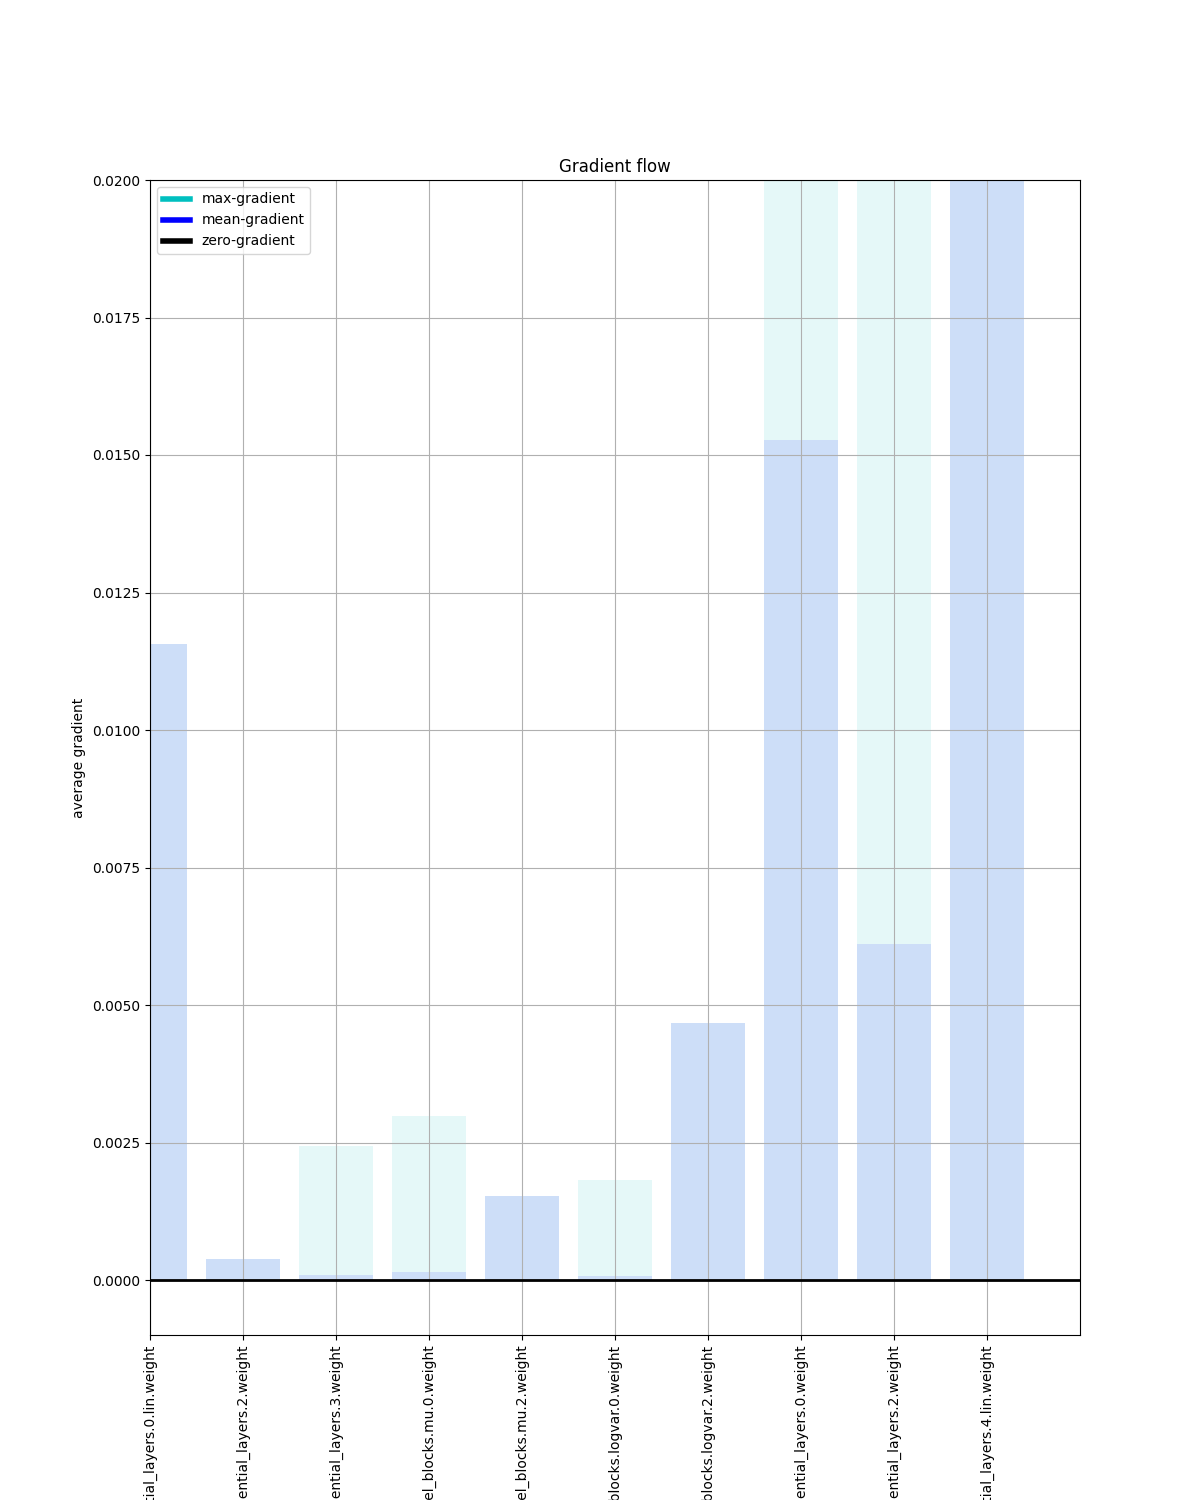 Gradient flow
max-gradient
mean-gradient
zero-gradient
0.0200
0.0175
0.0150
0.0125
0.0100
0.0075
0.0050
0.0025
0.0000
average gradient
tial_layers.0.lin.weight
ential_layers.2.weight
ential_layers.3.weight
el_blocks.mu.0.weight
el_blocks.mu.2.weight
blocks.logvar.0.weight
blocks.logvar.2.weight
ential_layers.0.weight
ential_layers.2.weight
tial_layers.4.lin.weight